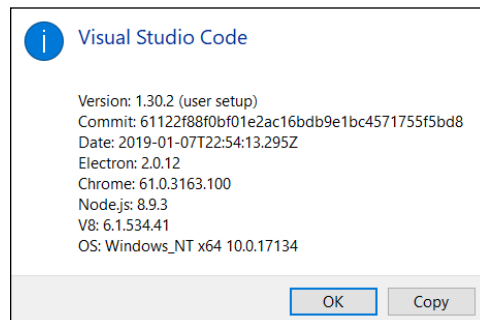 Visual Studio Code
Version: 1.30.2 (user setup)
Commit: 61122f88f0bf01e2ac16bdb9e1bc4571755f5bd8
Date: 2019-01-07T22:54:13.295Z
Electron: 2.0.12
Chrome: 61.0.3163.100
Node.js: 8.9.3
V8: 6.1.534.41
OS: Windows_NT x64 10.0.17134
OK Copy